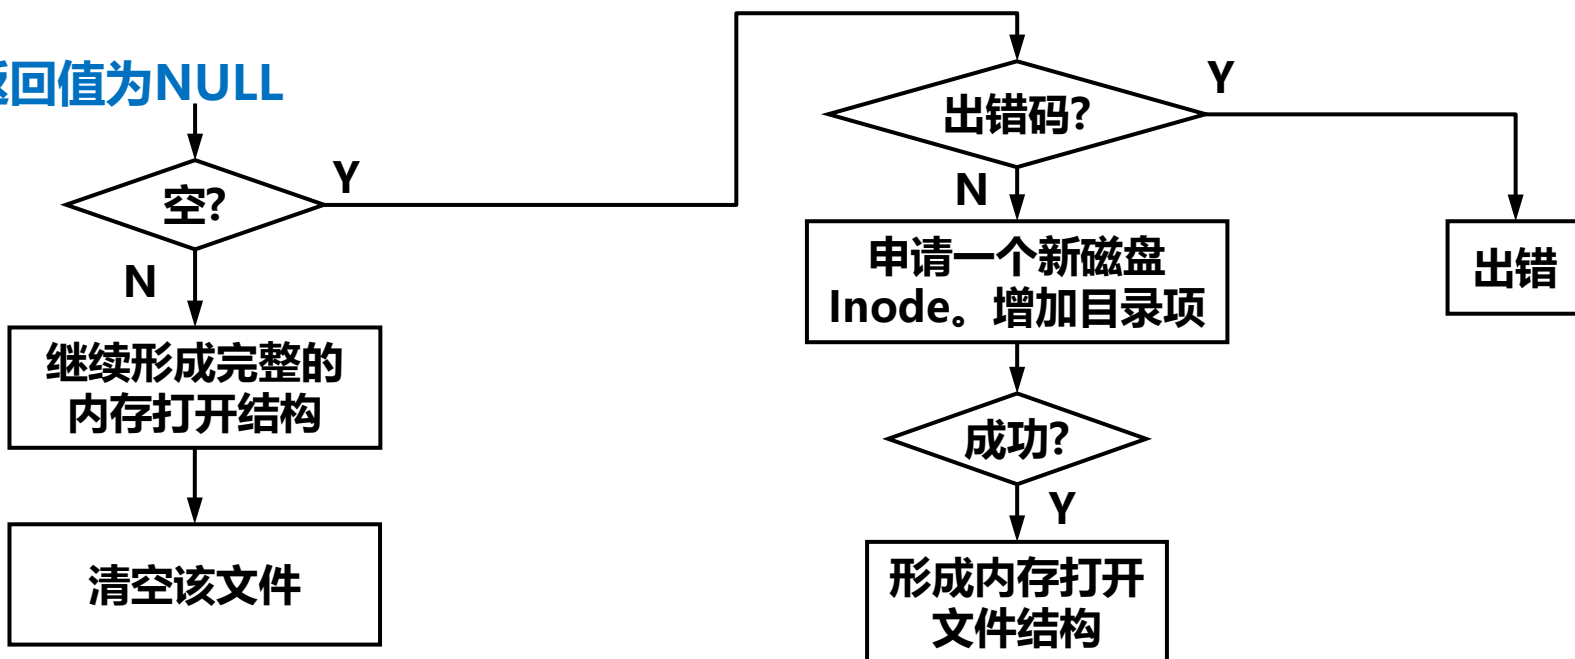 返回值为NULL
空?
Y
N
继续形成完整的
内存打开结构
清空该文件
出错码?
Y
N
申请一个新磁盘
Inode。增加目录项
出错
成功?
Y
形成内存打开
文件结构